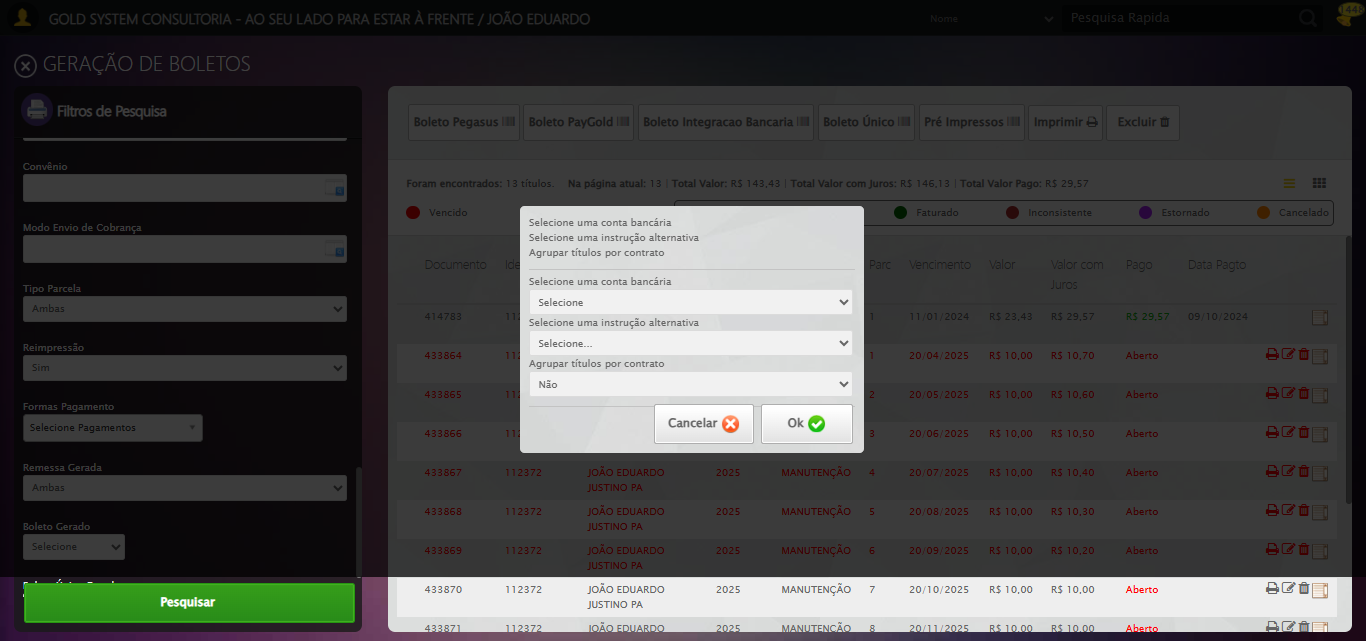 GOLD SYSTEM CONSULTORIA - AO SEU LADO PARA ESTAR À FRENTE / JOÃO EDUARDO
Nome
Pesquisa Rapida
GERAÇÃO DE BOLETOS
Filtros de Pesquisa
Convênio
Modo Envio de Cobrança
Tipo Parcela
Ambas
Reimpressão
Sim
Formas Pagamento
Selecione Pagamentos
Remessa Gerada
Ambas
Boleto Gerado
Selecione
Pesquisar
Boleto Pegasus
Boleto PayGold
Boleto Integracao Bancaria
Boleto Único
Pré Impressos
Imprimir
Excluir
Foram encontrados: 13 títulos. Na página atual: 13 | Total Valor: R$ 143,43 | Total Valor com Juros: R$ 146,13 | Total Valor Pago: R$ 29,57
Vencido
Faturado
Inconsistente
Estornado
Cancelado
Selecione uma conta bancária
Selecione uma instrução alternativa
Agrupar títulos por contrato
Selecione uma conta bancária
Selecione
Selecione uma instrução alternativa
Selecione...
Agrupar títulos por contrato
Não
Cancelar
Ok
Documento Ide Parc Vencimento Valor Valor com Juros Pago Data Pagto
414783 11 1 11/01/2024 R$ 23,43 R$ 29,57 R$ 29,57 09/10/2024
433864 112 1 20/04/2025 R$ 10,00 R$ 10,70 Aberto
433865 112 2 20/05/2025 R$ 10,00 R$ 10,60 Aberto
433866 112 3 20/06/2025 R$ 10,00 R$ 10,50 Aberto
433867 112372 JOÃO EDUARDO JUSTINO PA 2025 MANUTENÇÃO 4 20/07/2025 R$ 10,00 R$ 10,40 Aberto
433868 112372 JOÃO EDUARDO JUSTINO PA 2025 MANUTENÇÃO 5 20/08/2025 R$ 10,00 R$ 10,30 Aberto
433869 112372 JOÃO EDUARDO JUSTINO PA 2025 MANUTENÇÃO 6 20/09/2025 R$ 10,00 R$ 10,20 Aberto
433870 112372 JOÃO EDUARDO JUSTINO PA 2025 MANUTENÇÃO 7 20/10/2025 R$ 10,00 R$ 10,00 Aberto
433871 112372 JOÃO EDUARDO 2025 MANUTENÇÃO 8 20/11/2025 R$ 10,00 R$ 10,00 Aberto